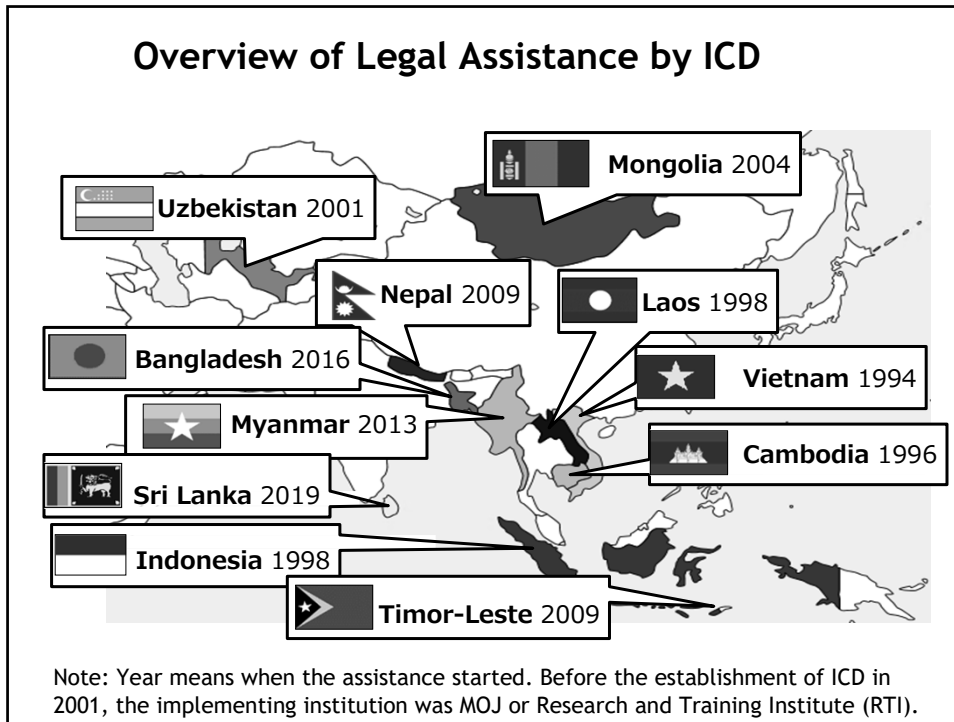 Overview of Legal Assistance by ICD
Mongolia 2004
Uzbekistan 2001
Nepal 2009
Laos 1998
Bangladesh 2016
Vietnam 1994
Myanmar 2013
Cambodia 1996
Sri Lanka 2019
Indonesia 1998
Timor-Leste 2009
Note: Year means when the assistance started. Before the establishment of ICD in
2001, the implementing institution was MOJ or Research and Training Institute (RTI).